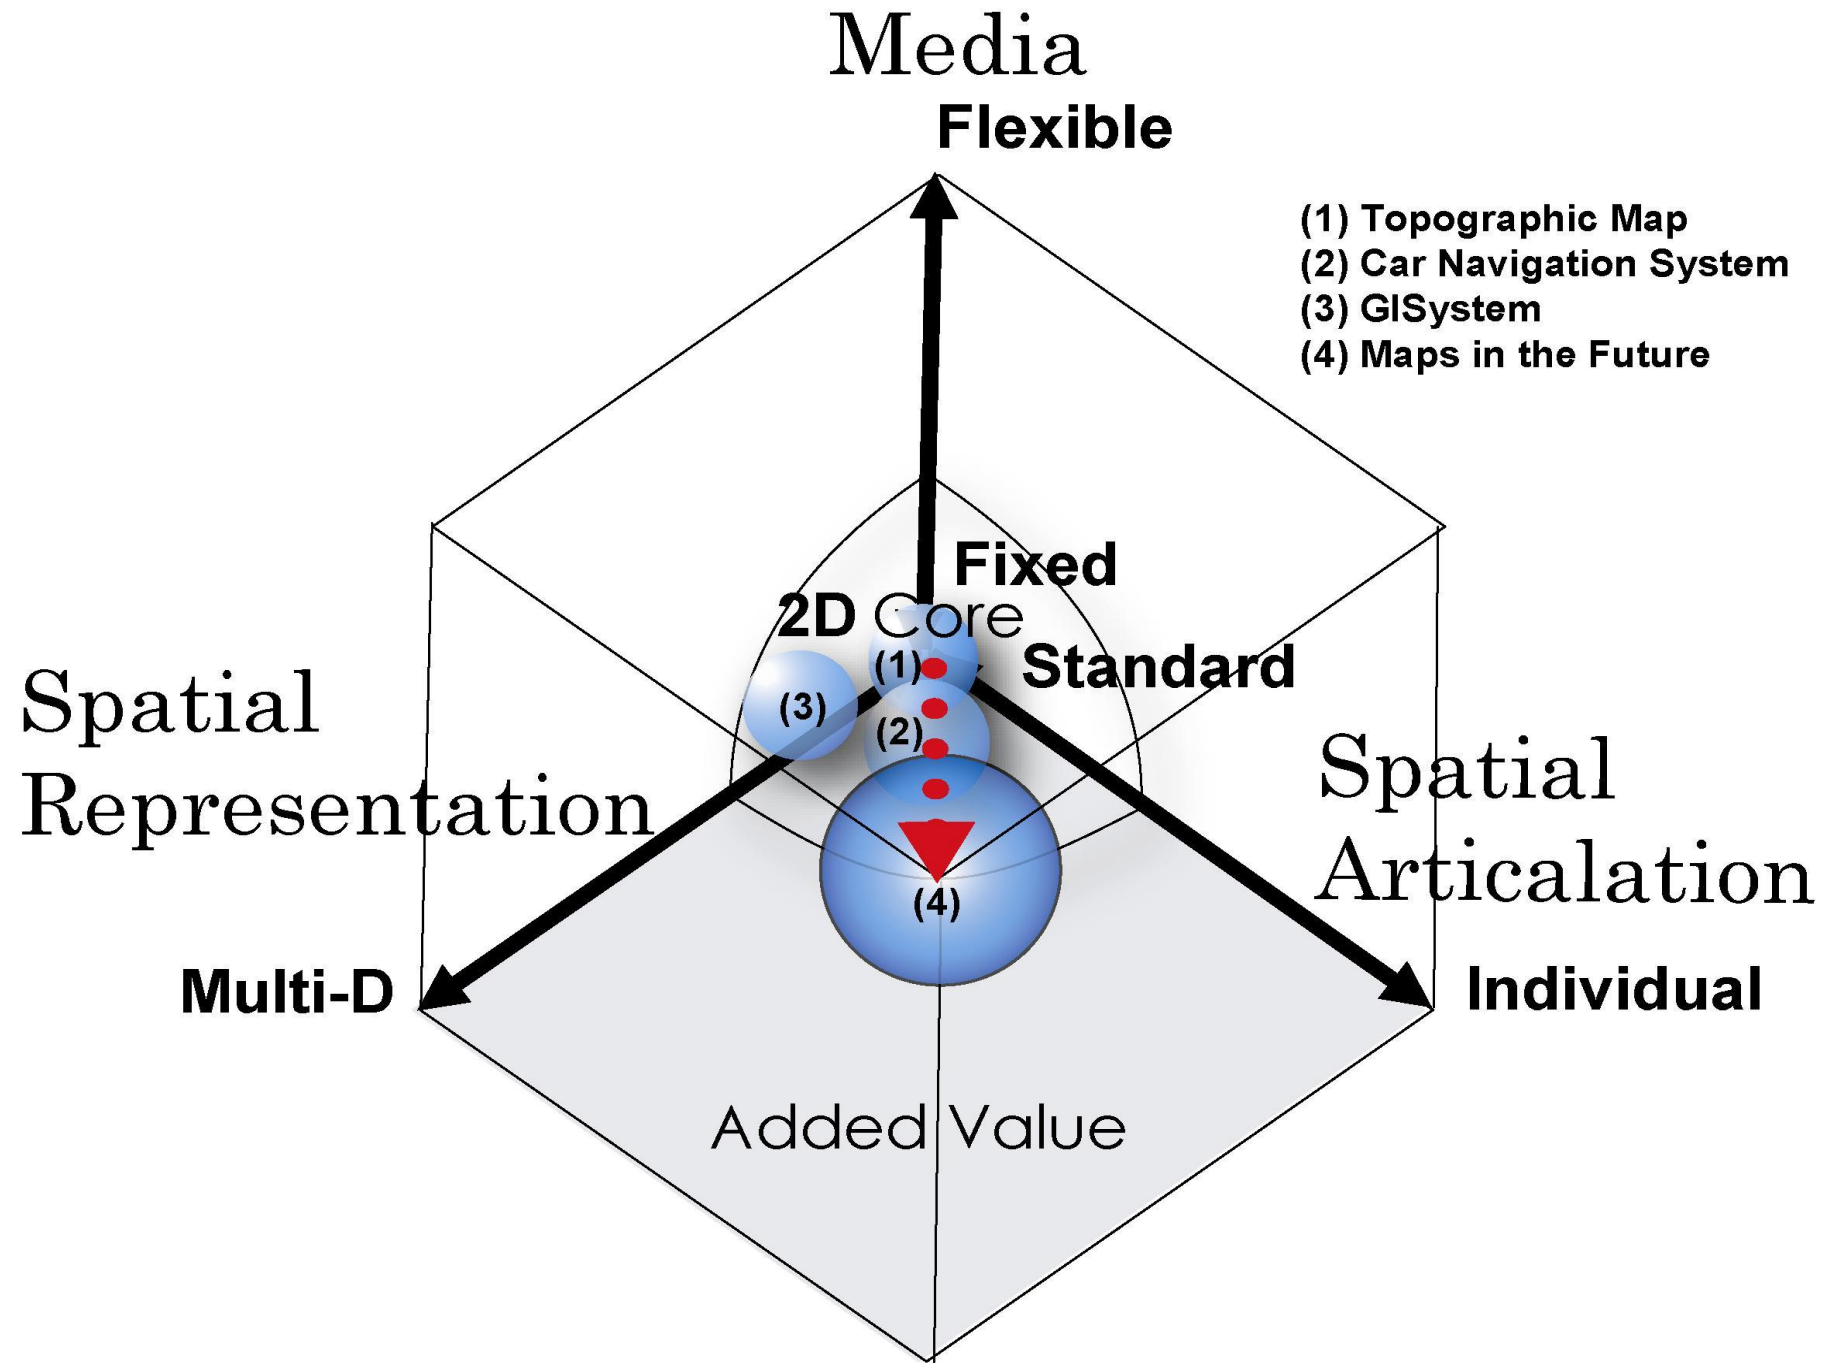 Media
Flexible
(1) Topographic Map
(2) Car Navigation System
(3) GISystem
(4) Maps in the Future
Fixed
2D Core
Standard
(1)
(3)
(2)
Spatial
Representation
Spatial
Articalation
(4)
Multi-D
Individual
Added Value